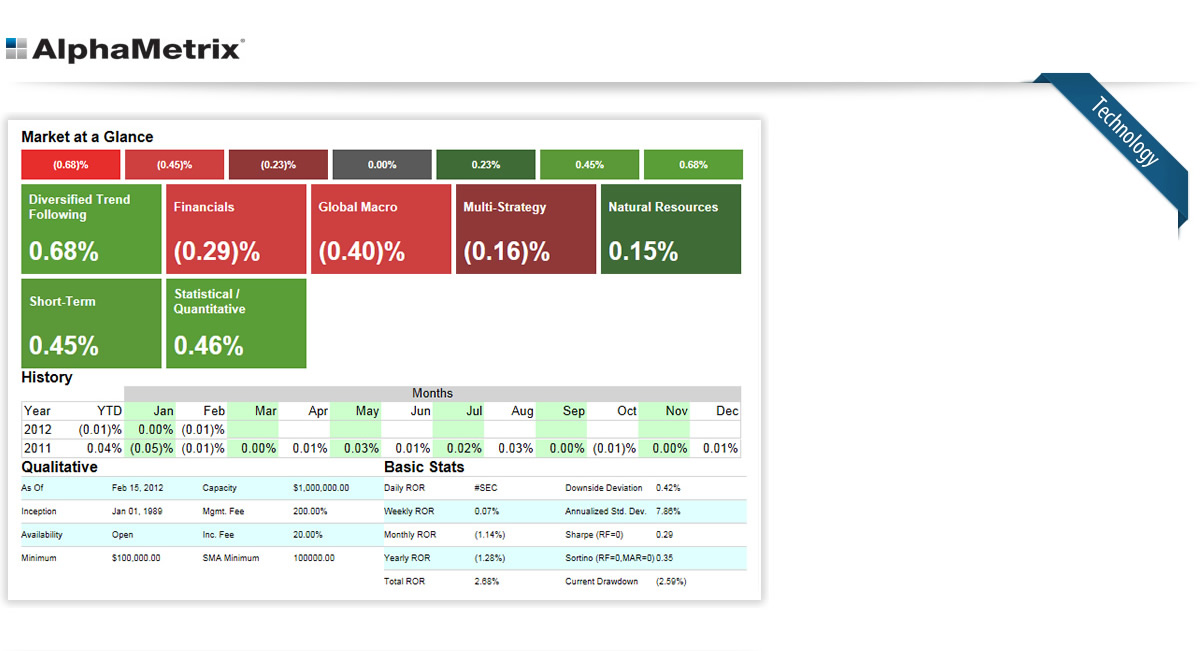 AlphaMetrix®
Technology
Market at a Glance
(0.68)% (0.45)% (0.23)% 0.00% 0.23% 0.45% 0.68%
Diversified Trend
Following
0.68%
Financials
(0.29)%
Global Macro
(0.40)%
Multi-Strategy
(0.16)%
Natural Resources
0.15%
Short-Term
0.45%
Statistical /
Quantitative
0.46%
History
Months
Year YTD Jan Feb Mar Apr May Jun Jul Aug Sep Oct Nov Dec
2012 (0.01)% 0.00% (0.01)%
2011 0.04% (0.05)% (0.01)% 0.00% 0.01% 0.03% 0.01% 0.02% 0.03% 0.00% (0.01)% 0.00% 0.01%
Qualitative Basic Stats
As Of Feb 15, 2012 Capacity $1,000,000.00 Daily ROR #SEC Downside Deviation 0.42%
Inception Jan 01, 1989 Mgmt. Fee 200.00% Weekly ROR 0.07% Annualized Std. Dev. 7.86%
Availability Open Inc. Fee 20.00% Monthly ROR (1.14%) Sharpe (RF=0) 0.29
Minimum $100,000.00 SMA Minimum 100000.00 Yearly ROR (1.28%) Sortino (RF=0,MAR=0) 0.35
Total ROR 2.68% Current Drawdown (2.59%)